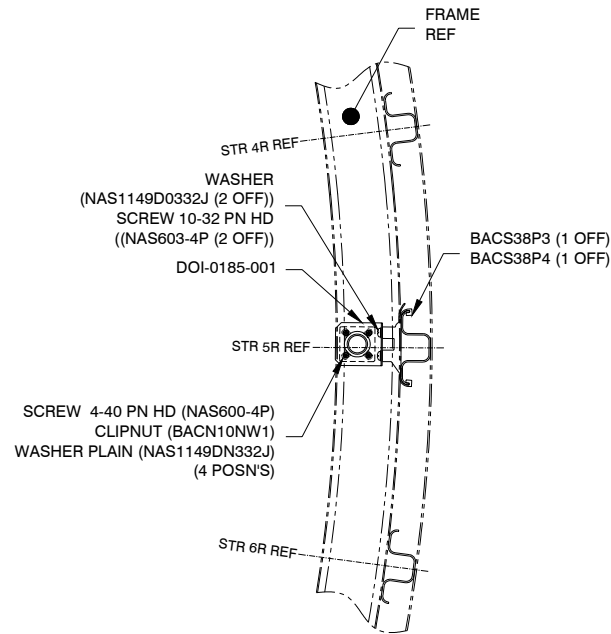 FRAME
REF
STR 4R REF
WASHER
(NAS1149D0332J (2 OFF))
SCREW 10-32 PN HD
((NAS603-4P (2 OFF))
DOI-0185-001
BACS38P3 (1 OFF)
BACS38P4 (1 OFF)
STR 5R REF
SCREW 4-40 PN HD (NAS600-4P)
CLIPNUT (BACN10NW1)
WASHER PLAIN (NAS1149DN332J)
(4 POSN'S)
STR 6R REF